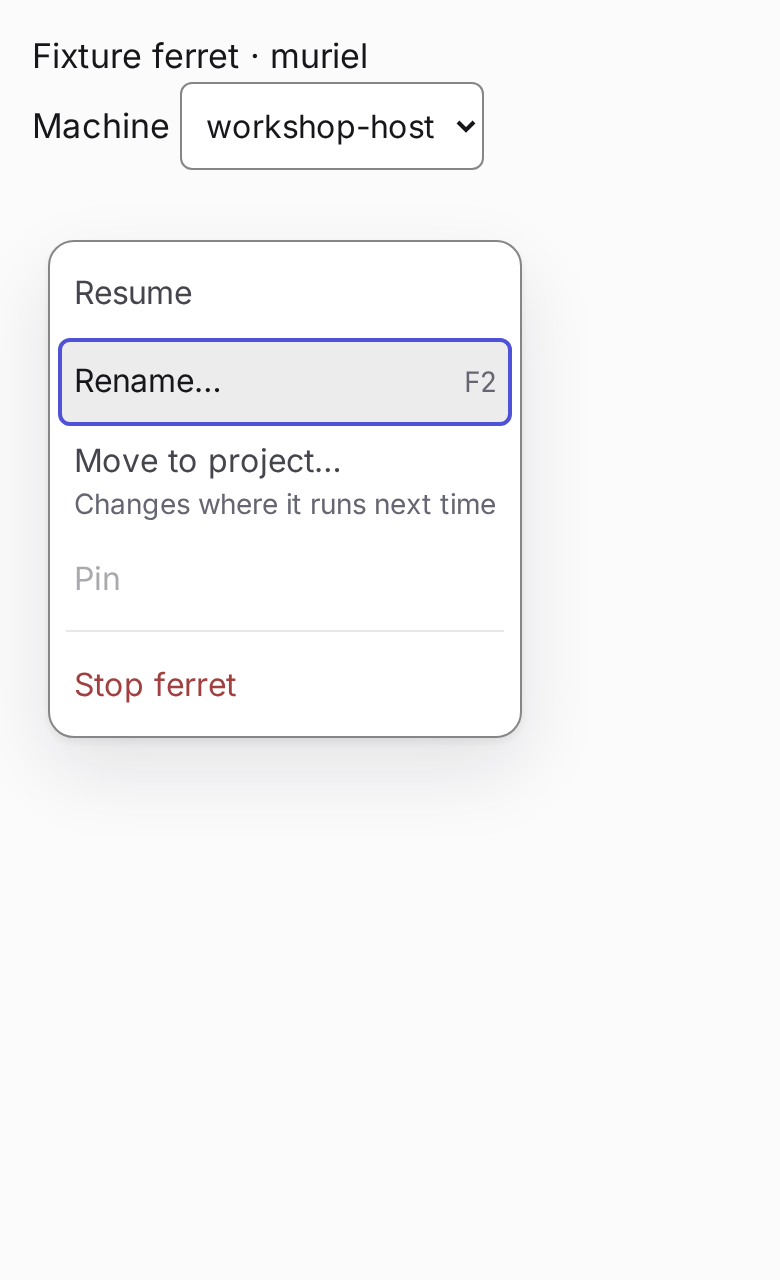 Fixture ferret · muriel
Machine workshop-host
Resume
Rename… F2
Move to project…
Changes where it runs next time
Pin
Stop ferret